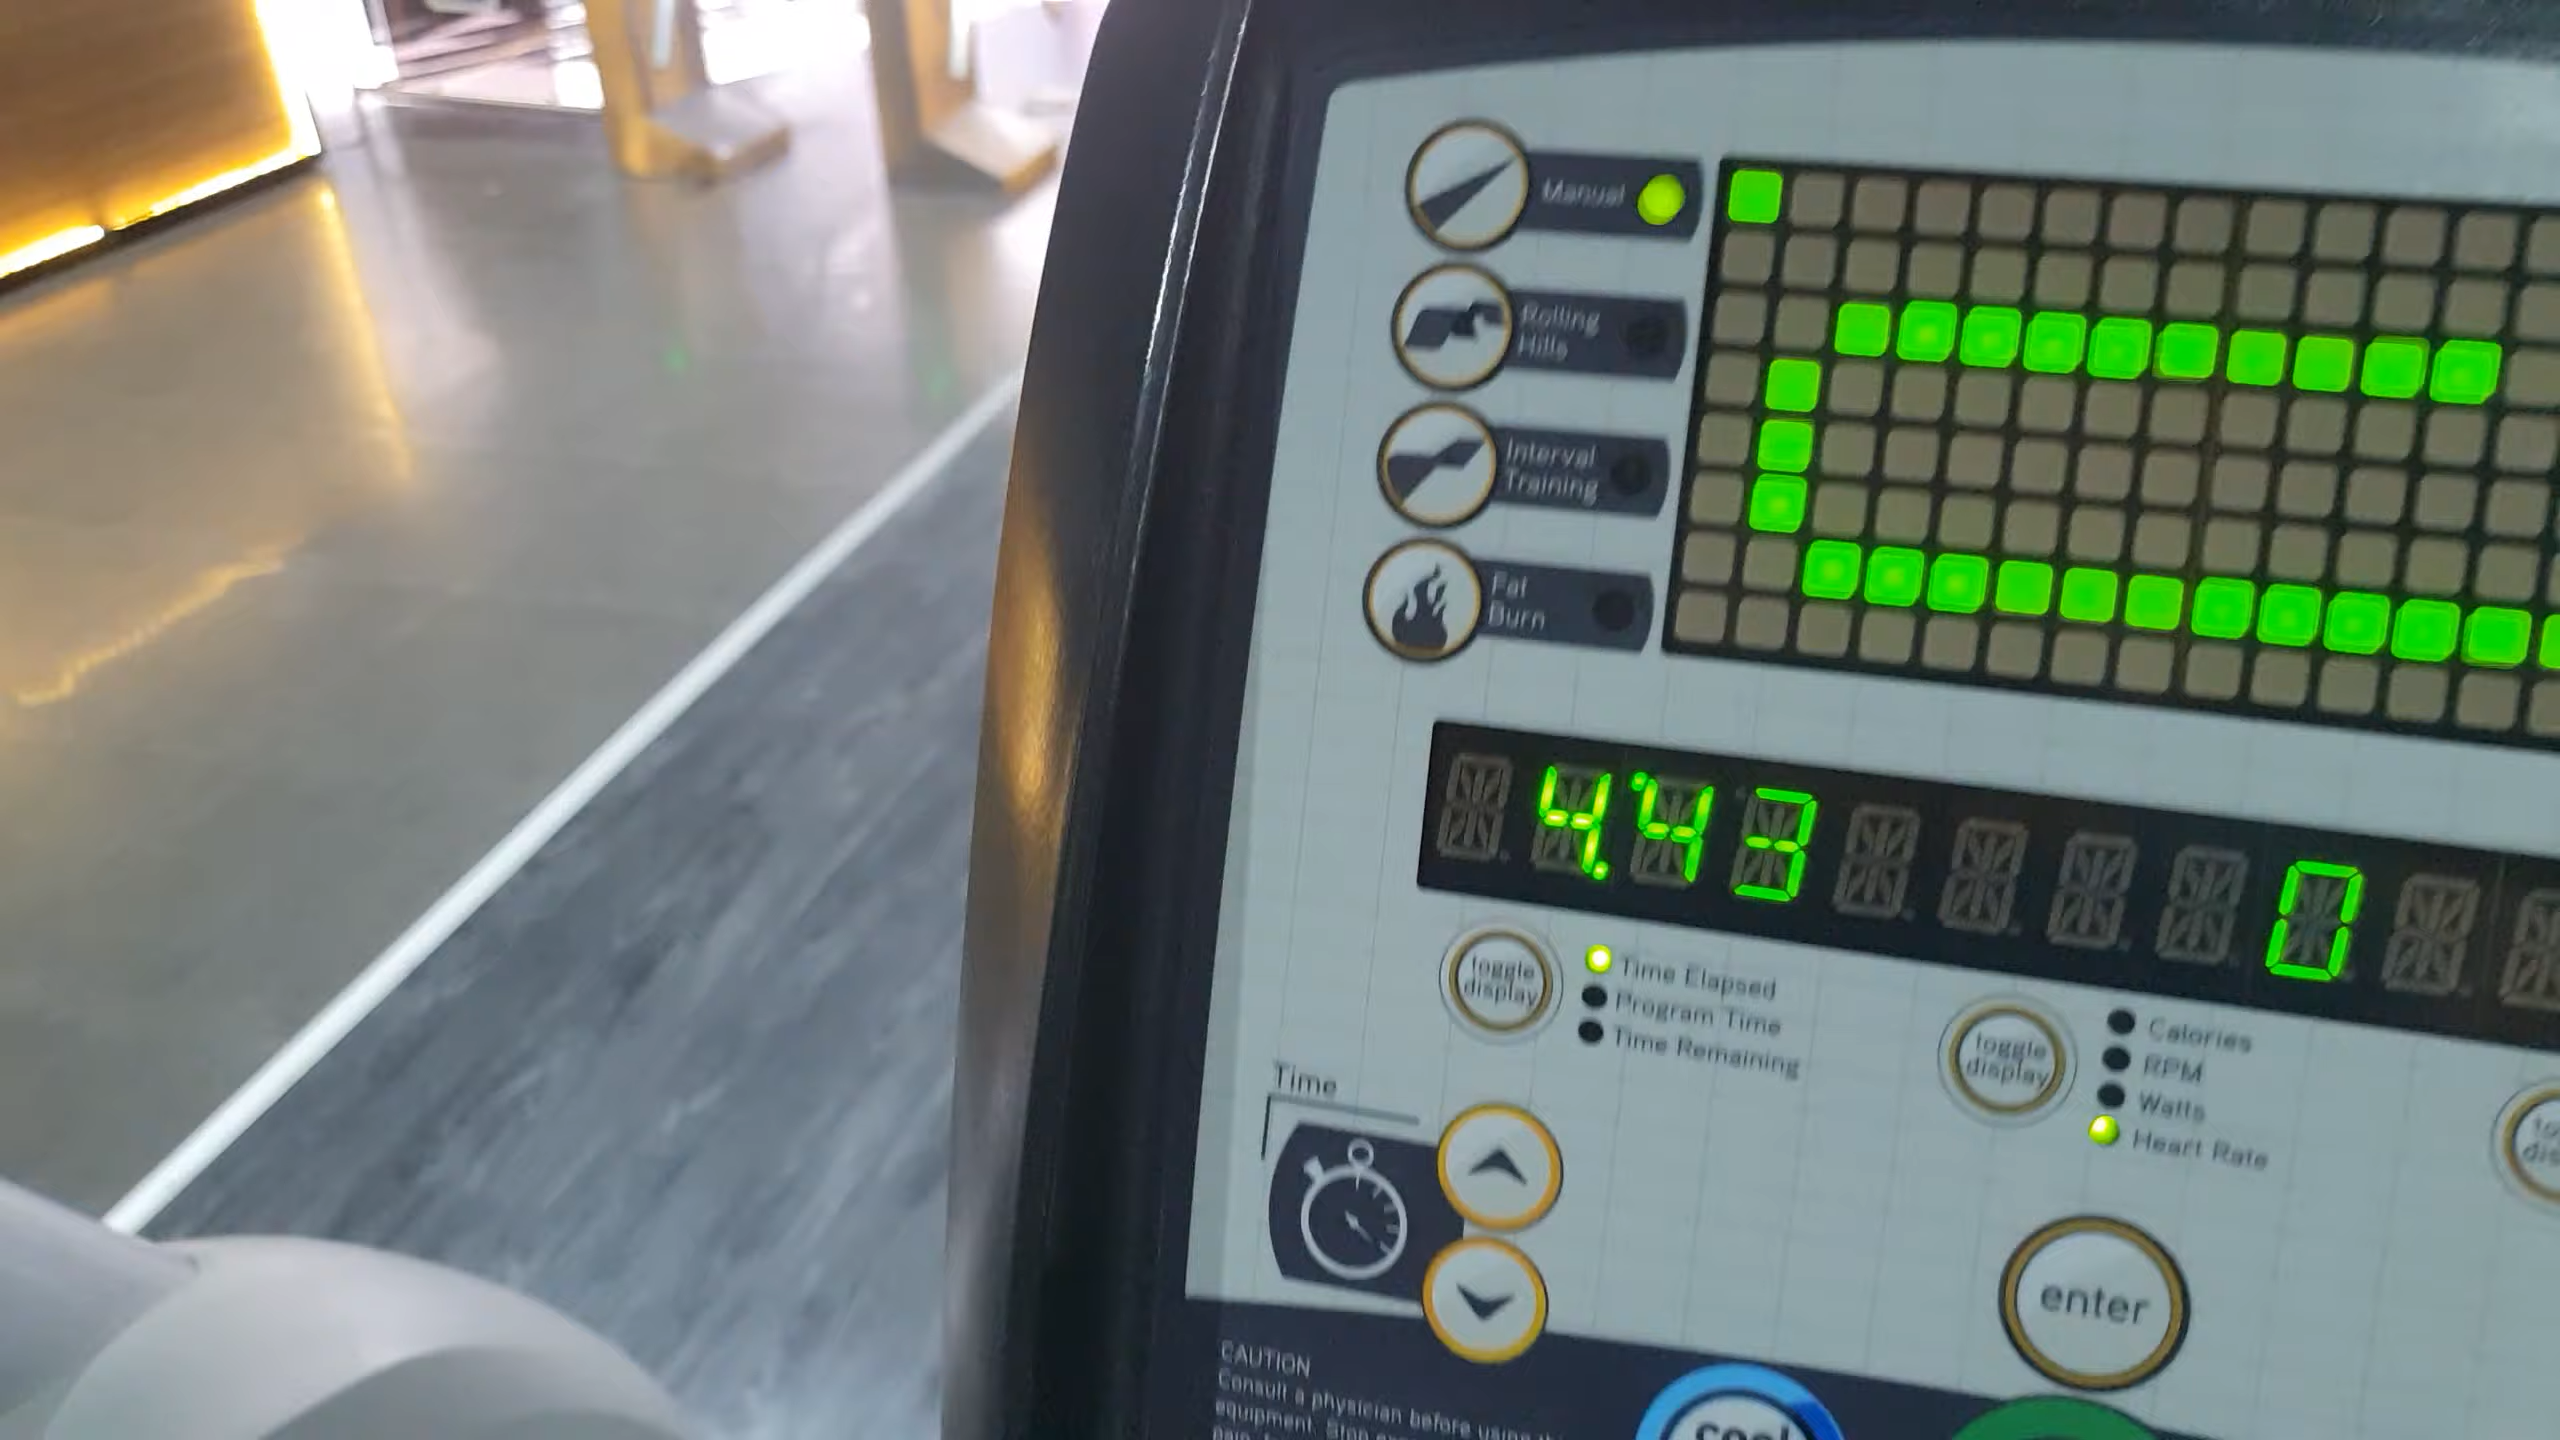 Manual
Rolling
Hills
Interval
Training
Fat
Burn
4:43
0
toggle
display
Time Elapsed
Program Time
Time Remaining
toggle
display
Calories
RPM
Watts
Heart Rate
Time
enter
CAUTION
Consult a physician before using
equipment. Stop
cool